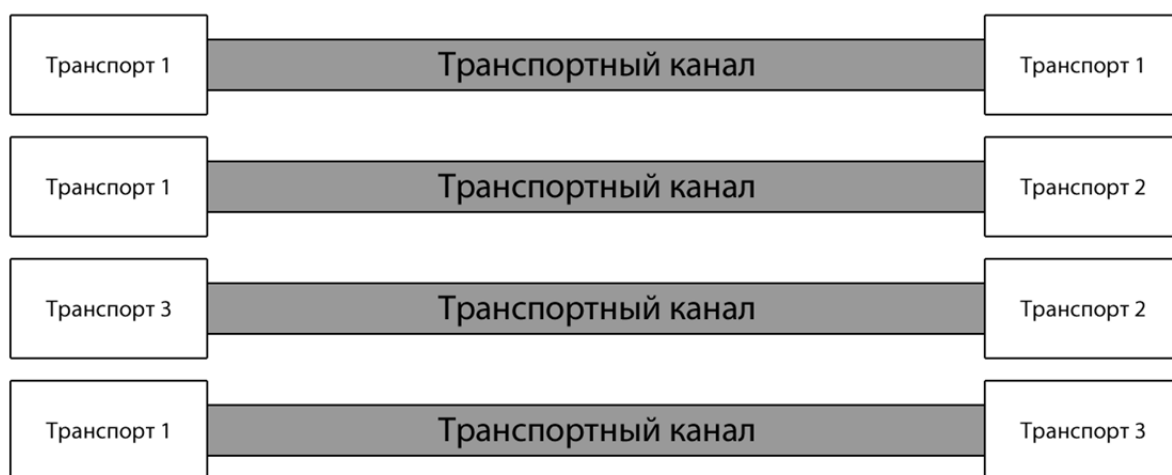 Транспорт 1 Транспортный канал Транспорт 1
Транспорт 1 Транспортный канал Транспорт 2
Транспорт 3 Транспортный канал Транспорт 2
Транспорт 1 Транспортный канал Транспорт 3